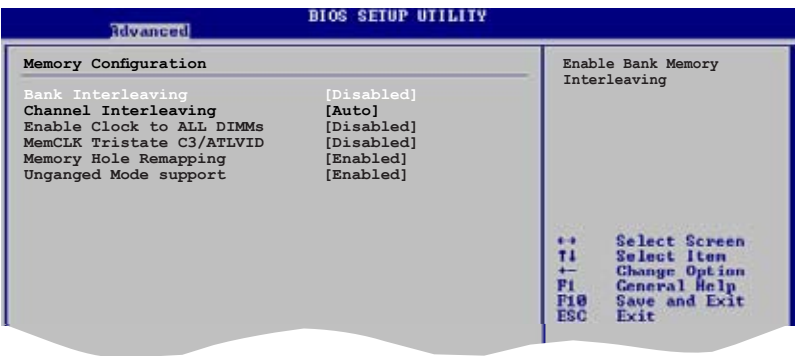 BIOS SETUP UTILITY
Advanced
Memory Configuration
Bank Interleaving [Disabled]
Channel Interleaving [Auto]
Enable Clock to ALL DIMMs [Disabled]
MemCLK Tristate C3/ATLVID [Disabled]
Memory Hole Remapping [Enabled]
Unganged Mode support [Enabled]
Enable Bank Memory
Interleaving
←→ Select Screen
↑↓ Select Item
+- Change Option
F1 General Help
F10 Save and Exit
ESC Exit